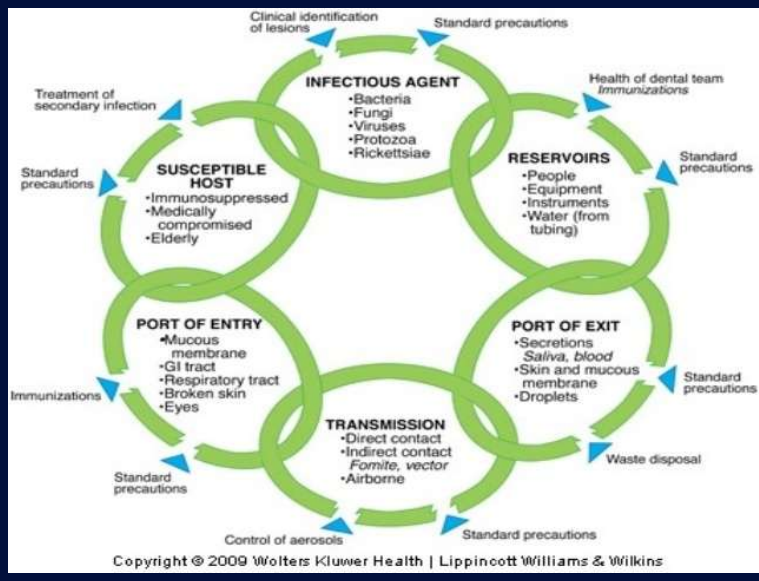 Clinical identification
of lesions
Standard precautions
INFECTIOUS AGENT
•Bacteria
•Fungi
•Viruses
•Protozoa
•Rickettsiae
Health of dental team
Immunizations
Standard
precautions
RESERVOIRS
•People
•Equipment
•Instruments
•Water (from
tubing)
PORT OF EXIT
•Secretions
Saliva, blood
•Skin and mucous
membrane
•Droplets
Standard
precautions
Waste disposal
TRANSMISSION
•Direct contact
•Indirect contact
Fomite, vector
•Airborne
Standard precautions
Control of aerosols
PORT OF ENTRY
•Mucous
membrane
•GI tract
•Respiratory tract
•Broken skin
•Eyes
Standard
precautions
Immunizations
SUSCEPTIBLE
HOST
•Immunosuppressed
•Medically
compromised
•Elderly
Standard
precautions
Treatment of
secondary infection
Copyright © 2009 Wolters Kluwer Health | Lippincott Williams & Wilkins